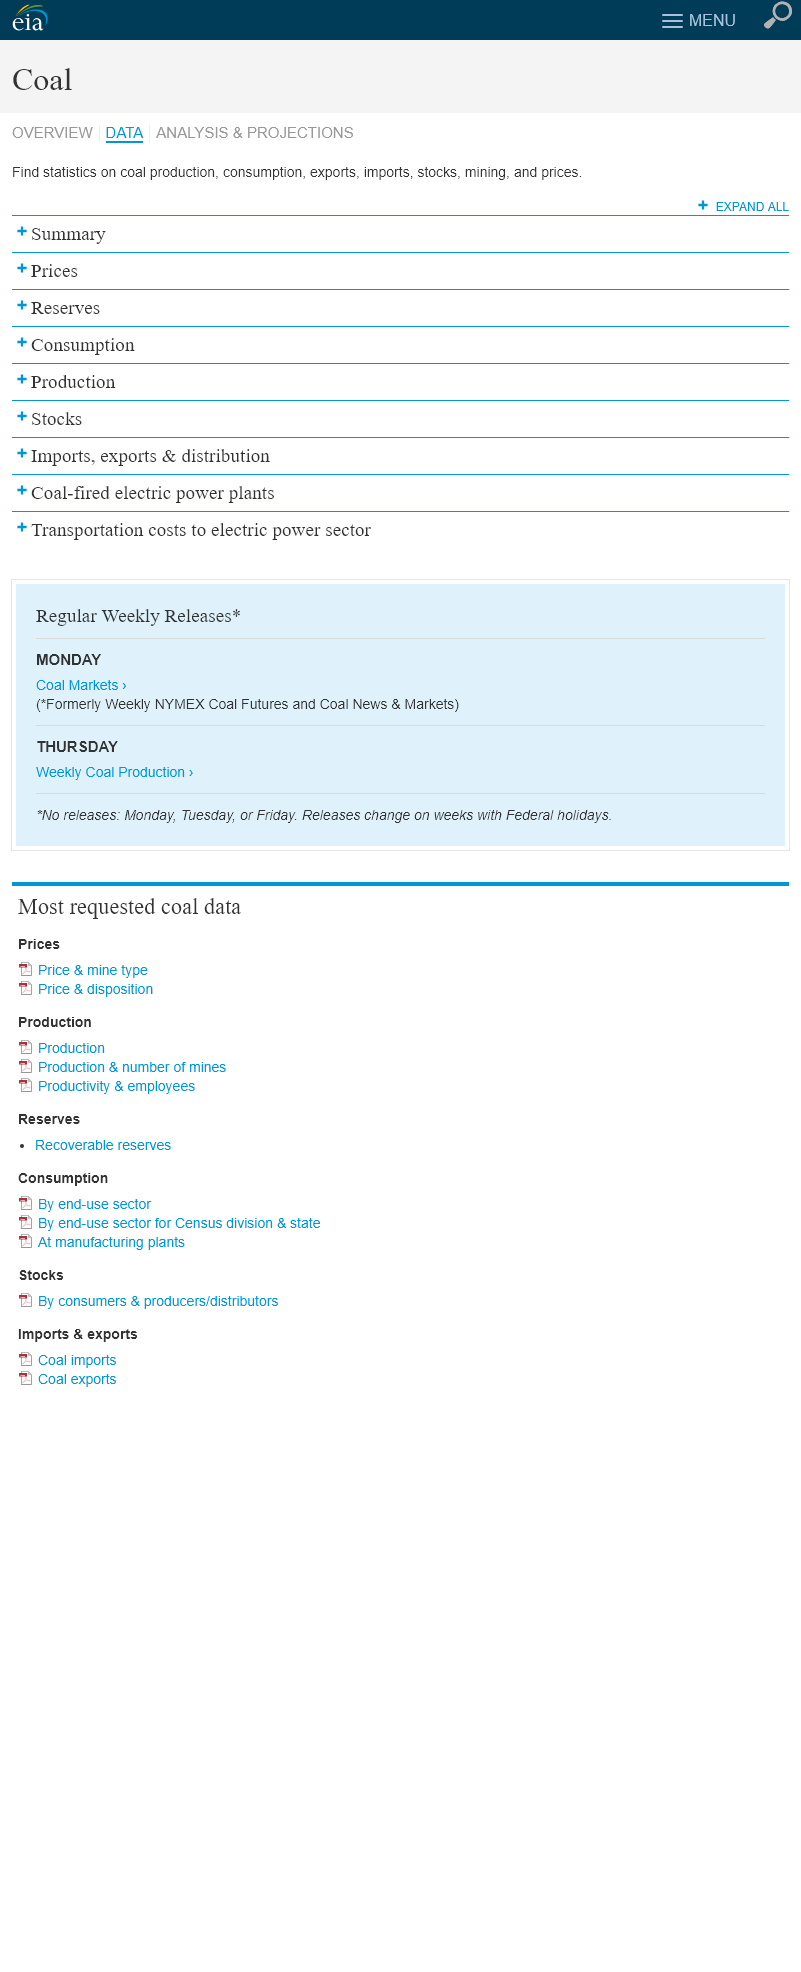 eia
MENU
Coal
OVERVIEW DATA ANALYSIS & PROJECTIONS
Find statistics on coal production, consumption, exports, imports, stocks, mining, and prices.
+ EXPAND ALL
+ Summary
+ Prices
+ Reserves
+ Consumption
+ Production
+ Stocks
+ Imports, exports & distribution
+ Coal-fired electric power plants
+ Transportation costs to electric power sector
Regular Weekly Releases*
MONDAY
Coal Markets ›
(*Formerly Weekly NYMEX Coal Futures and Coal News & Markets)
THURSDAY
Weekly Coal Production ›
*No releases: Monday, Tuesday, or Friday. Releases change on weeks with Federal holidays.
Most requested coal data
Prices
Price & mine type
Price & disposition
Production
Production
Production & number of mines
Productivity & employees
Reserves
• Recoverable reserves
Consumption
By end-use sector
By end-use sector for Census division & state
At manufacturing plants
Stocks
By consumers & producers/distributors
Imports & exports
Coal imports
Coal exports